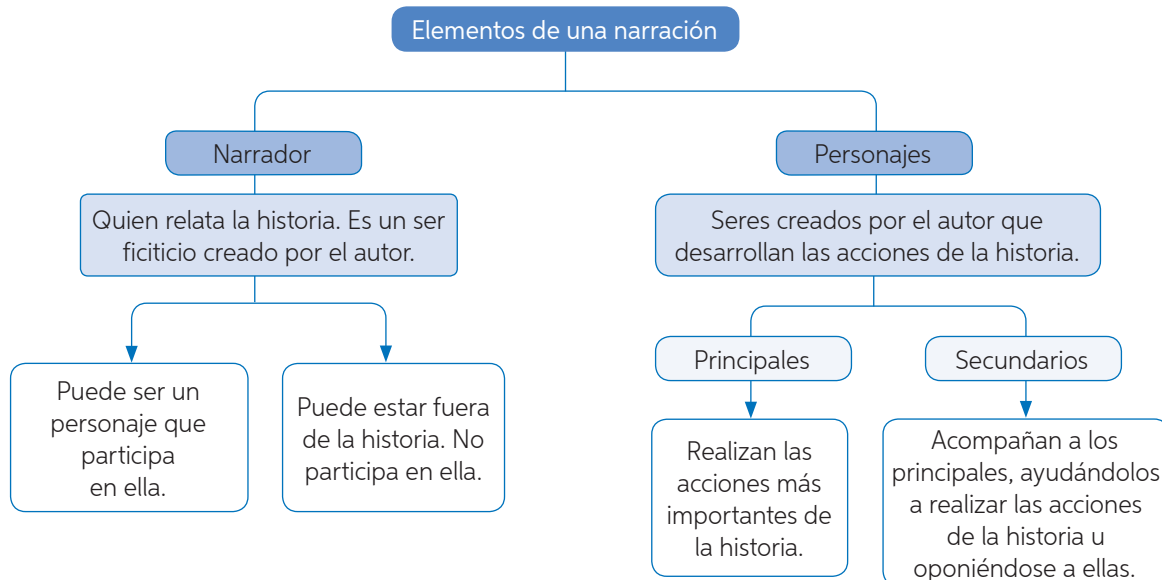 Elementos de una narración
Narrador
Quien relata la historia. Es un ser
ficiticio creado por el autor.
Puede ser un
personaje que
participa
en ella.
Puede estar fuera
de la historia. No
participa en ella.
Personajes
Seres creados por el autor que
desarrollan las acciones de la historia.
Principales
Realizan las
acciones más
importantes de
la historia.
Secundarios
Acompañan a los
principales, ayudándolos
a realizar las acciones
de la historia u
oponiéndose a ellas.